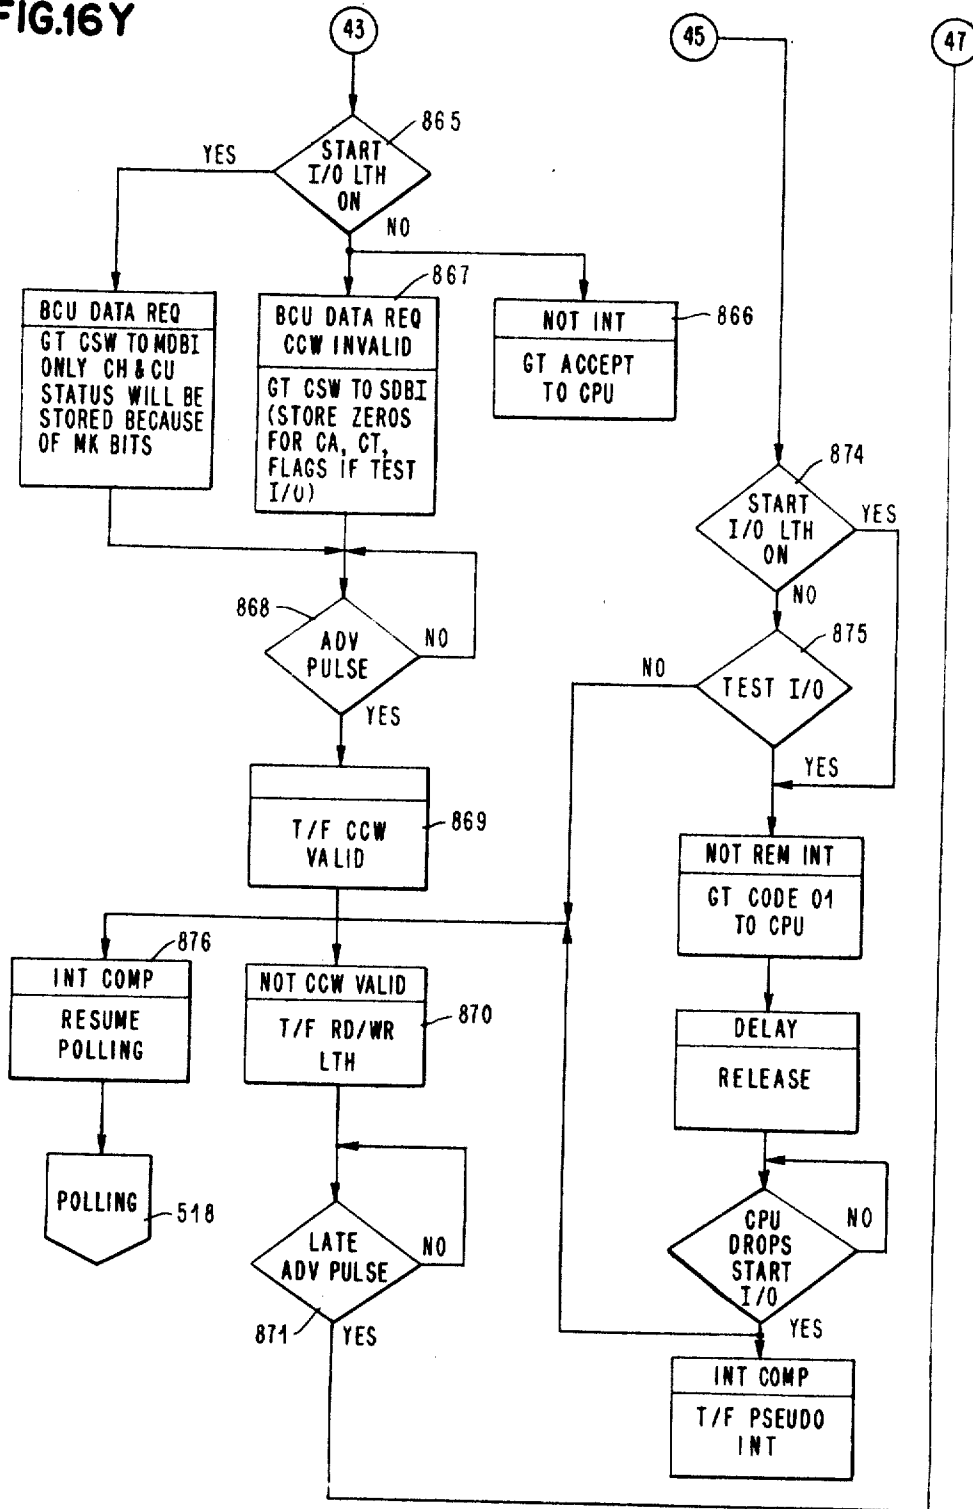 FIG.16Y
43
45
47
865
START
I/O LTH
ON
YES
NO
BCU DATA REQ
GT CSW TO MDBI
ONLY CH & CU
STATUS WILL BE
STORED BECAUSE
OF MK BITS
867
BCU DATA REQ
CCW INVALID
GT CSW TO SDBI
(STORE ZEROS
FOR CA, CT,
FLAGS IF TEST
I/O)
NOT INT
866
GT ACCEPT
TO CPU
874
START
I/O LTH
ON
YES
NO
868
ADV
PULSE
NO
YES
875
TEST I/O
NO
YES
T/F CCW
VALID
869
NOT REM INT
GT CODE 01
TO CPU
876
INT COMP
RESUME
POLLING
NOT CCW VALID
T/F RD/WR
LTH
870
DELAY
RELEASE
POLLING
518
LATE
ADV PULSE
NO
871
YES
CPU
DROPS
START
I/O
NO
YES
INT COMP
T/F PSEUDO
INT